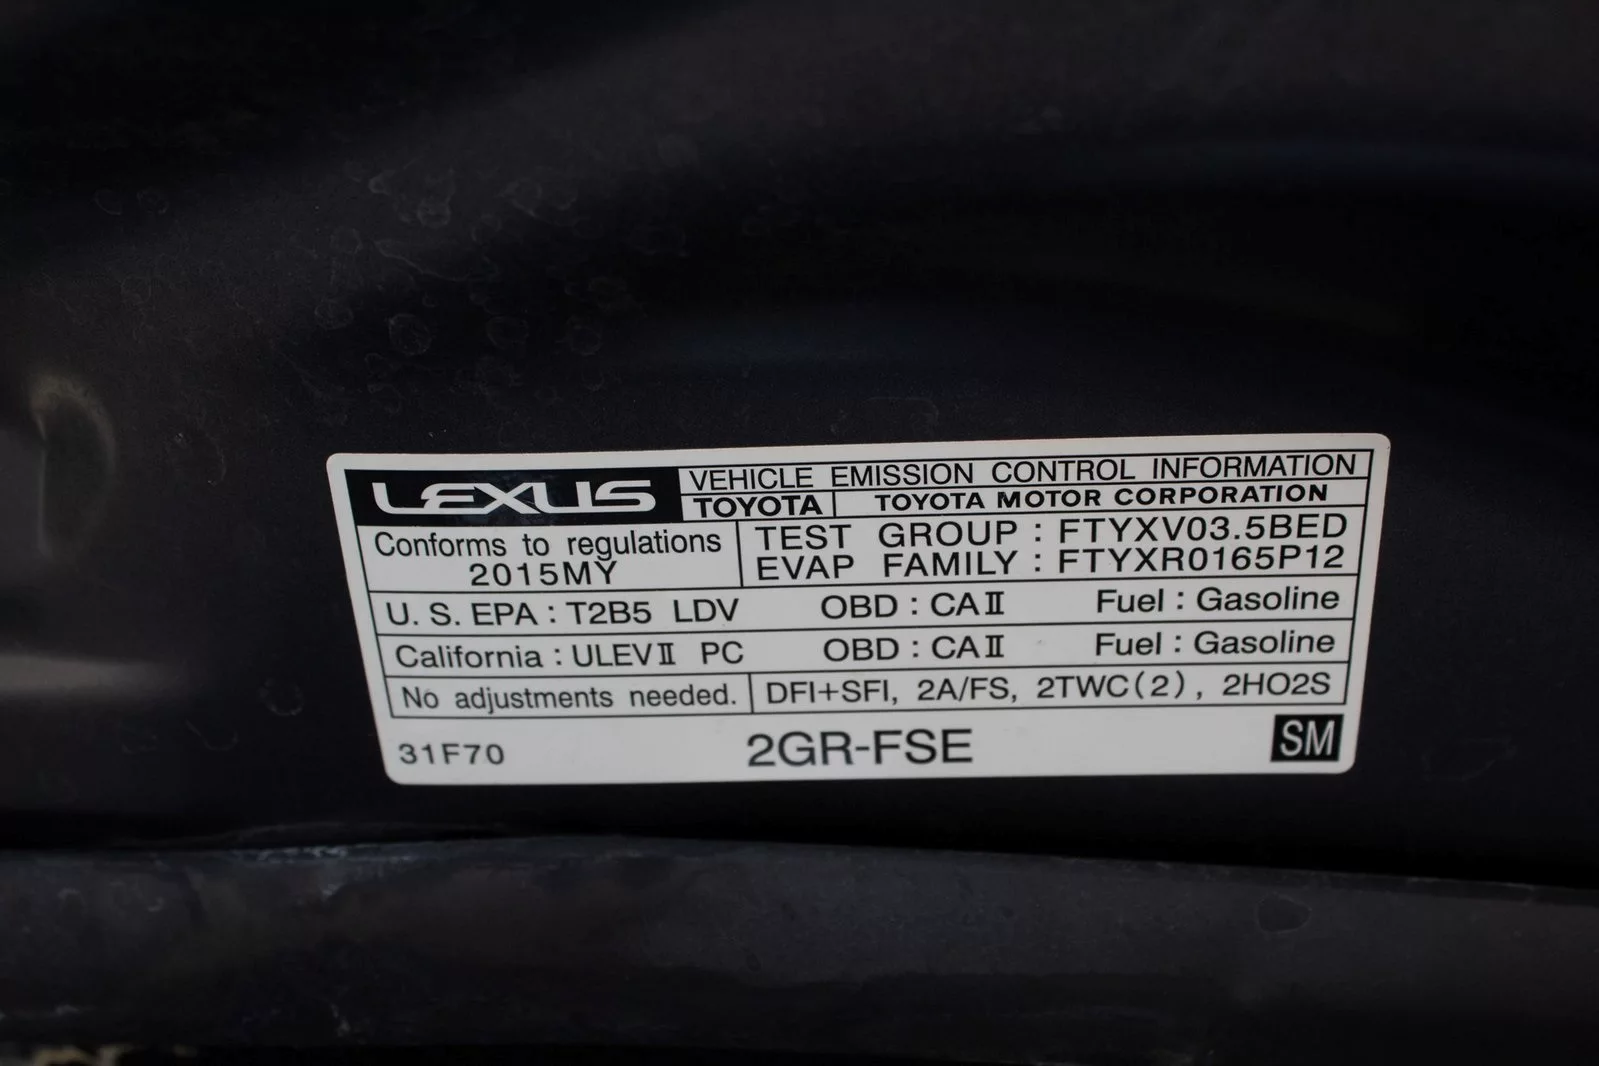 LEXUS VEHICLE EMISSION CONTROL INFORMATION
TOYOTA TOYOTA MOTOR CORPORATION
Conforms to regulations
2015MY
TEST GROUP : FTYXV03.5BED
EVAP FAMILY : FTYXR0165P12
U. S. EPA : T2B5 LDV OBD : CAⅡ Fuel : Gasoline
California : ULEVⅡ PC OBD : CAⅡ Fuel : Gasoline
No adjustments needed. DFI+SFI, 2A/FS, 2TWC(2), 2HO2S
31F70 2GR-FSE SM